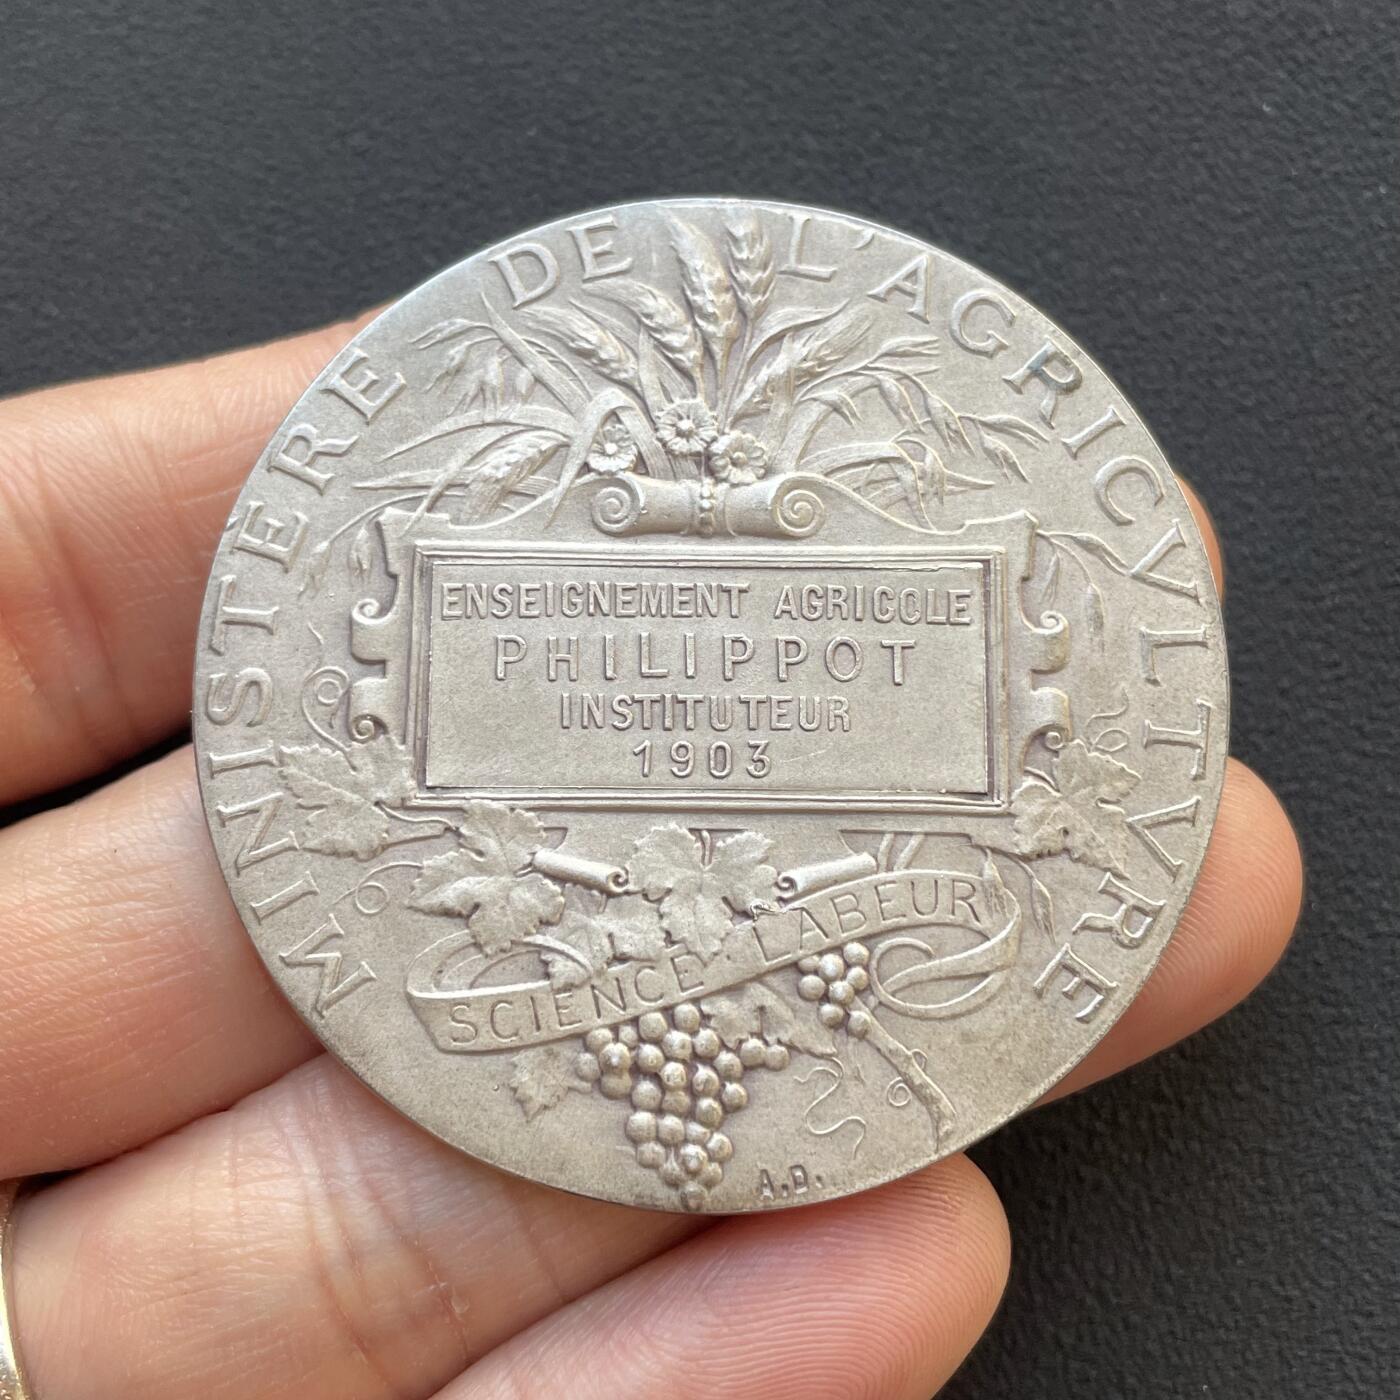 MINISTÈRE DE L'AGRICVLTVRE
ENSEIGNEMENT AGRICOLE
PHILIPPOT
INSTITUTEUR
1903
SCIENCE · LABEUR
A.D.